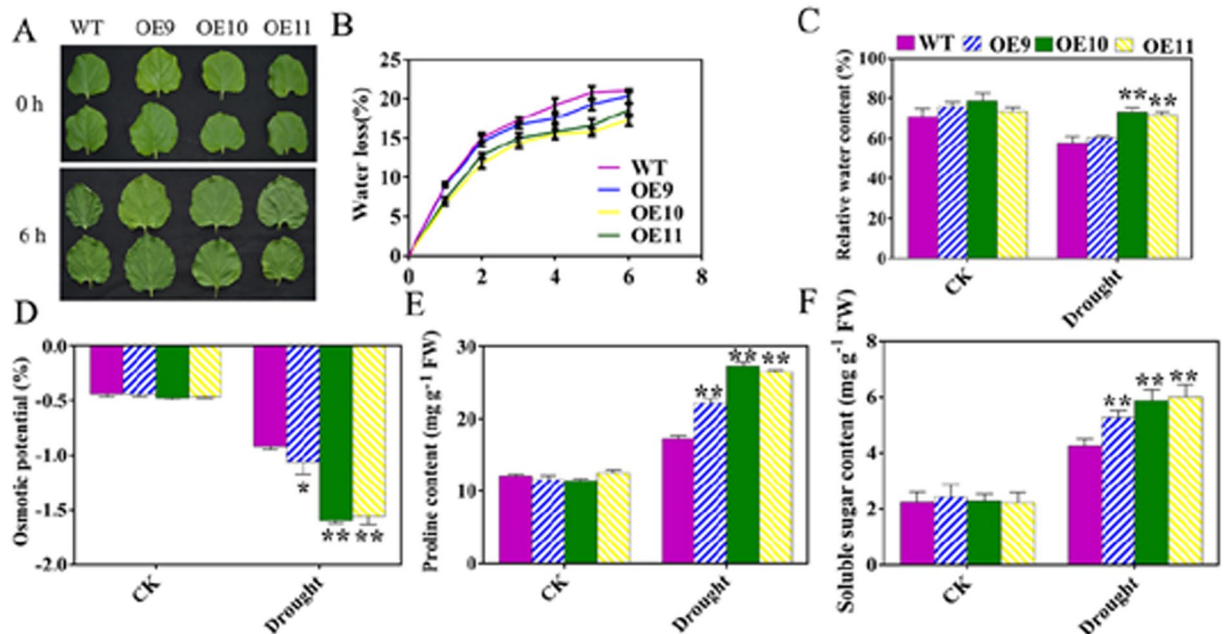 A
WT OE9 OE10 OE11
0 h
6 h
B
Water loss(%)
25
20
15
10
5
0
0 2 4 6 8
WT
OE9
OE10
OE11
C
WT OE9 OE10 OE11
Relative water content (%)
100
80
60
40
20
0
** **
CK Drought
D
Osmotic potential (%)
0.0
-0.5
-1.0
-1.5
-2.0
*
** **
CK Drought
E
Proline content (mg g⁻¹ FW)
30
20
10
0
** ** **
CK Drought
F
Soluble sugar content (mg g⁻¹ FW)
8
6
4
2
0
** ** **
CK Drought